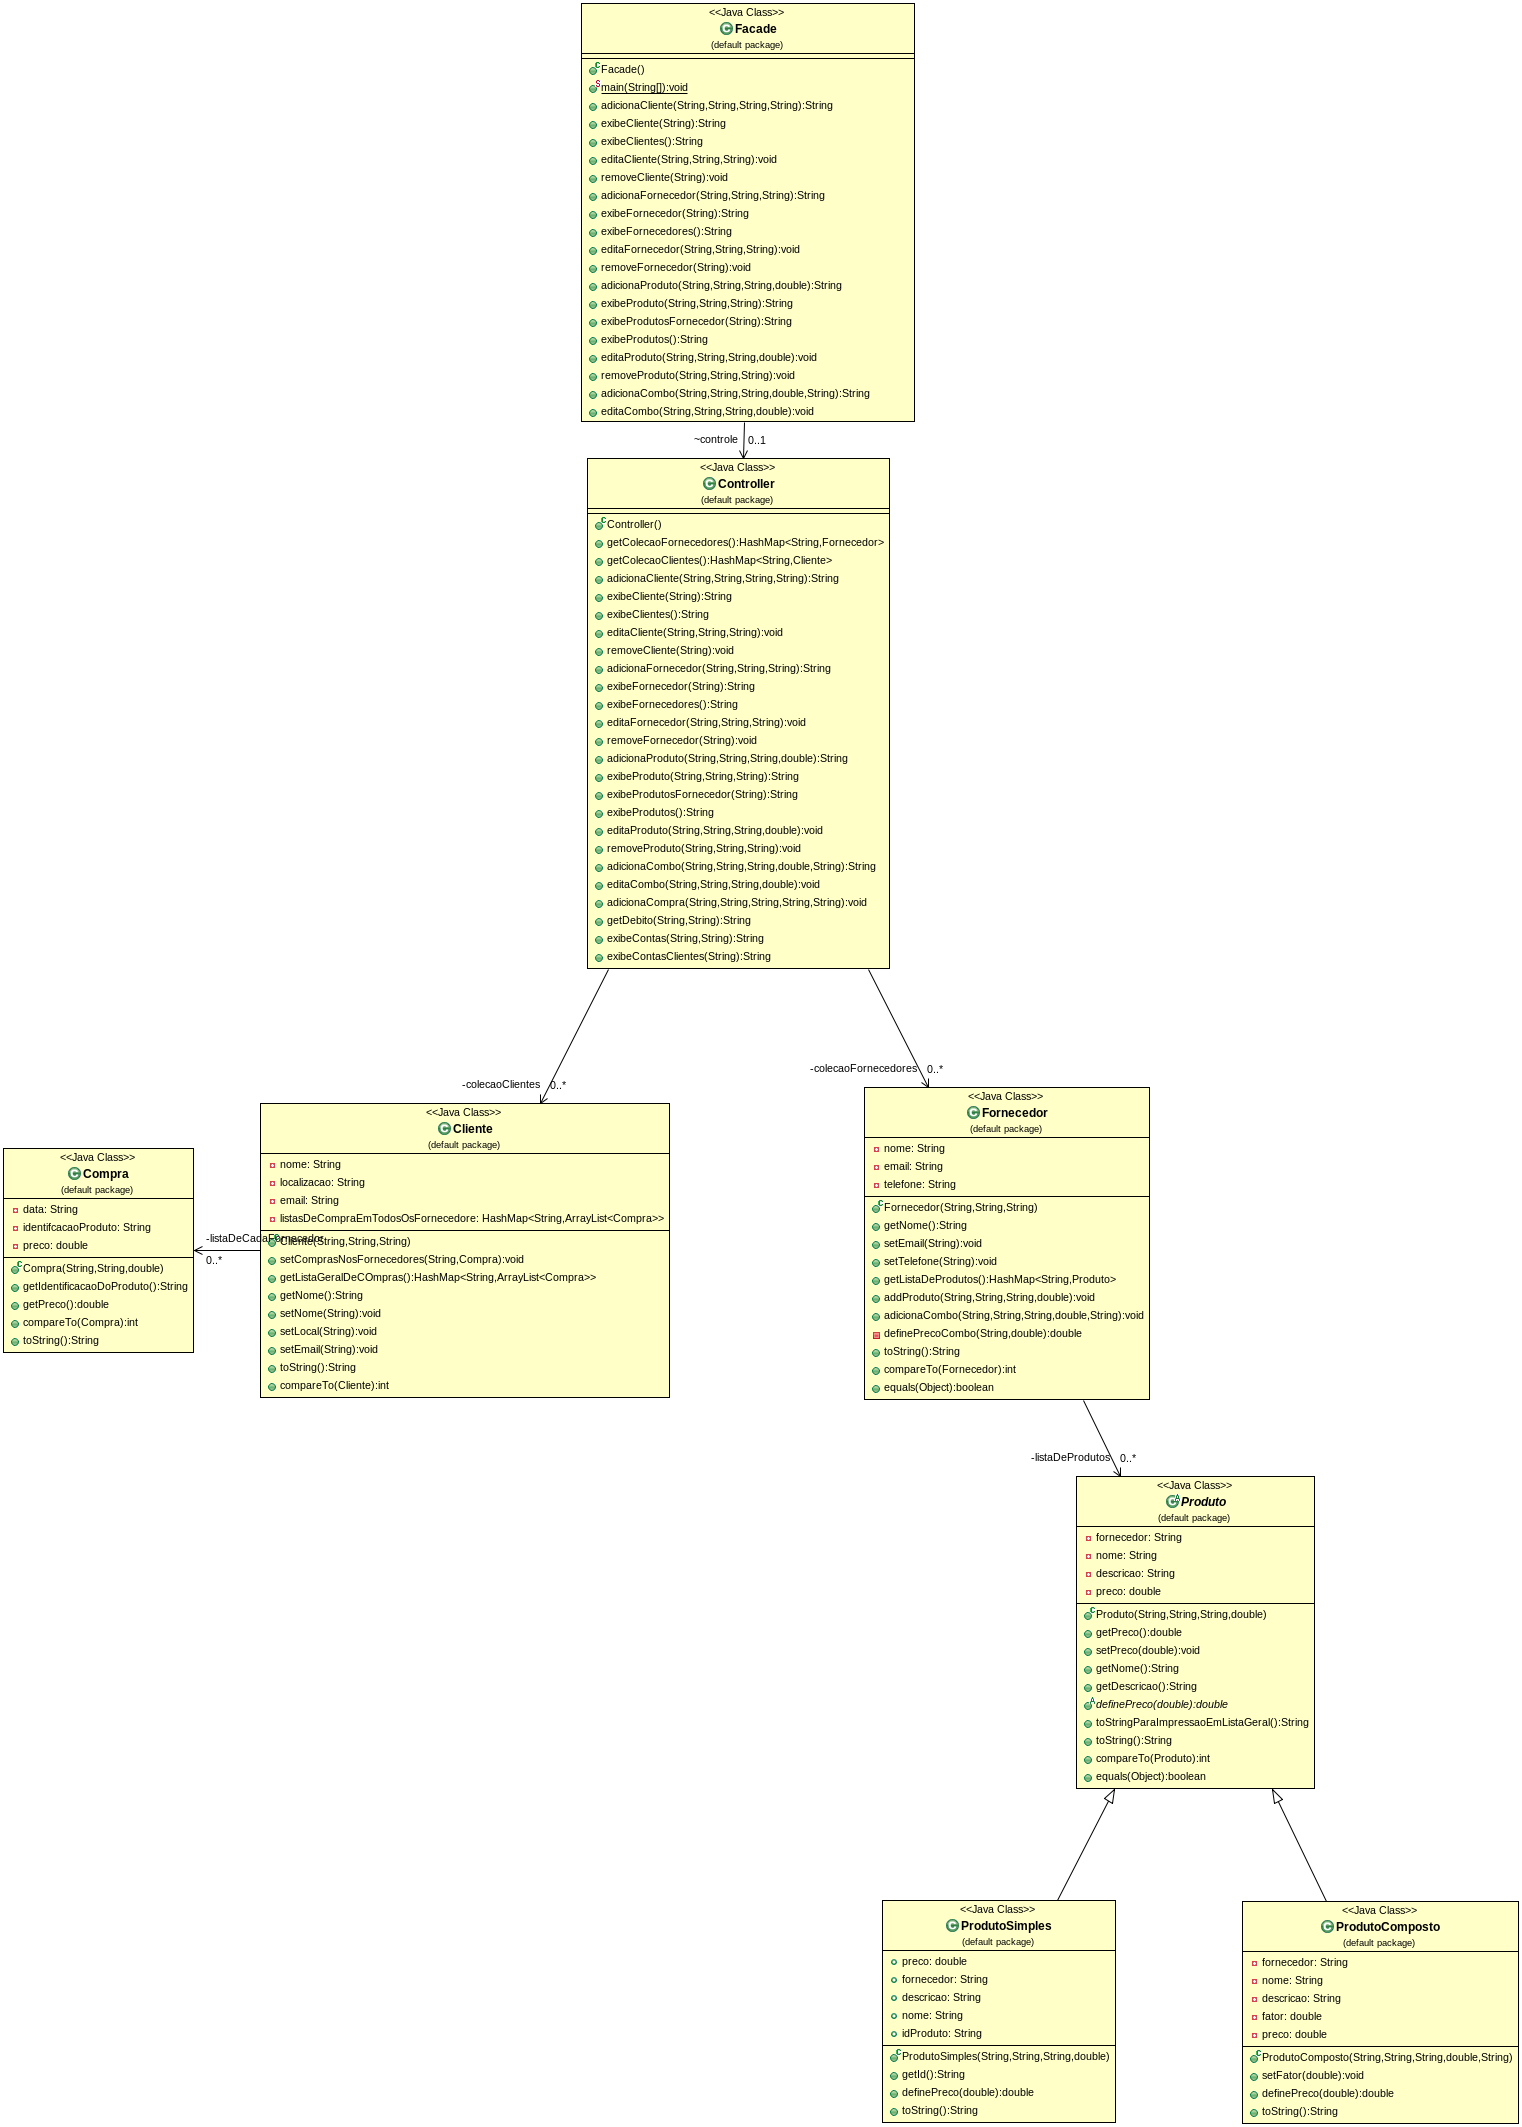 <<Java Class>>
Facade
(default package)
Facade()
main(String[]):void
adicionaCliente(String,String,String,String):String
exibeCliente(String):String
exibeClientes():String
editaCliente(String,String,String):void
removeCliente(String):void
adicionaFornecedor(String,String,String):String
exibeFornecedor(String):String
exibeFornecedores():String
editaFornecedor(String,String,String):void
removeFornecedor(String):void
adicionaProduto(String,String,String,double):String
exibeProduto(String,String,String):String
exibeProdutosFornecedor(String):String
exibeProdutos():String
editaProduto(String,String,String,double):void
removeProduto(String,String,String):void
adicionaCombo(String,String,String,double,String):String
editaCombo(String,String,String,double):void
~controle 0..1
<<Java Class>>
Controller
(default package)
Controller()
getColecaoFornecedores():HashMap<String,Fornecedor>
getColecaoClientes():HashMap<String,Cliente>
adicionaCliente(String,String,String,String):String
exibeCliente(String):String
exibeClientes():String
editaCliente(String,String,String):void
removeCliente(String):void
adicionaFornecedor(String,String,String):String
exibeFornecedor(String):String
exibeFornecedores():String
editaFornecedor(String,String,String):void
removeFornecedor(String):void
adicionaProduto(String,String,String,double):String
exibeProduto(String,String,String):String
exibeProdutosFornecedor(String):String
exibeProdutos():String
editaProduto(String,String,String,double):void
removeProduto(String,String,String):void
adicionaCombo(String,String,String,double,String):String
editaCombo(String,String,String,double):void
adicionaCompra(String,String,String,String,String):void
getDebito(String,String):String
exibeContas(String,String):String
exibeContasClientes(String):String
-colecaoClientes 0..*
-colecaoFornecedores 0..*
<<Java Class>>
Compra
(default package)
data: String
identifcacaoProduto: String
preco: double
Compra(String,String,double)
getIdentificacaoDoProduto():String
getPreco():double
compareTo(Compra):int
toString():String
-listaDeCadaFornecedor
0..*
<<Java Class>>
Cliente
(default package)
nome: String
localizacao: String
email: String
listasDeCompraEmTodosOsFornecedore: HashMap<String,ArrayList<Compra>>
Cliente(String,String,String)
setComprasNosFornecedores(String,Compra):void
getListaGeralDeCOmpras():HashMap<String,ArrayList<Compra>>
getNome():String
setNome(String):void
setLocal(String):void
setEmail(String):void
toString():String
compareTo(Cliente):int
<<Java Class>>
Fornecedor
(default package)
nome: String
email: String
telefone: String
Fornecedor(String,String,String)
getNome():String
setEmail(String):void
setTelefone(String):void
getListaDeProdutos():HashMap<String,Produto>
addProduto(String,String,String,double):void
adicionaCombo(String,String,String,double,String):void
definePrecoCombo(String,double):double
toString():String
compareTo(Fornecedor):int
equals(Object):boolean
-listaDeProdutos 0..*
<<Java Class>>
Produto
(default package)
fornecedor: String
nome: String
descricao: String
preco: double
Produto(String,String,String,double)
getPreco():double
setPreco(double):void
getNome():String
getDescricao():String
definePreco(double):double
toStringParaImpressaoEmListaGeral():String
toString():String
compareTo(Produto):int
equals(Object):boolean
<<Java Class>>
ProdutoSimples
(default package)
preco: double
fornecedor: String
descricao: String
nome: String
idProduto: String
ProdutoSimples(String,String,String,double)
getId():String
definePreco(double):double
toString():String
<<Java Class>>
ProdutoComposto
(default package)
fornecedor: String
nome: String
descricao: String
fator: double
preco: double
ProdutoComposto(String,String,String,double,String)
setFator(double):void
definePreco(double):double
toString():String